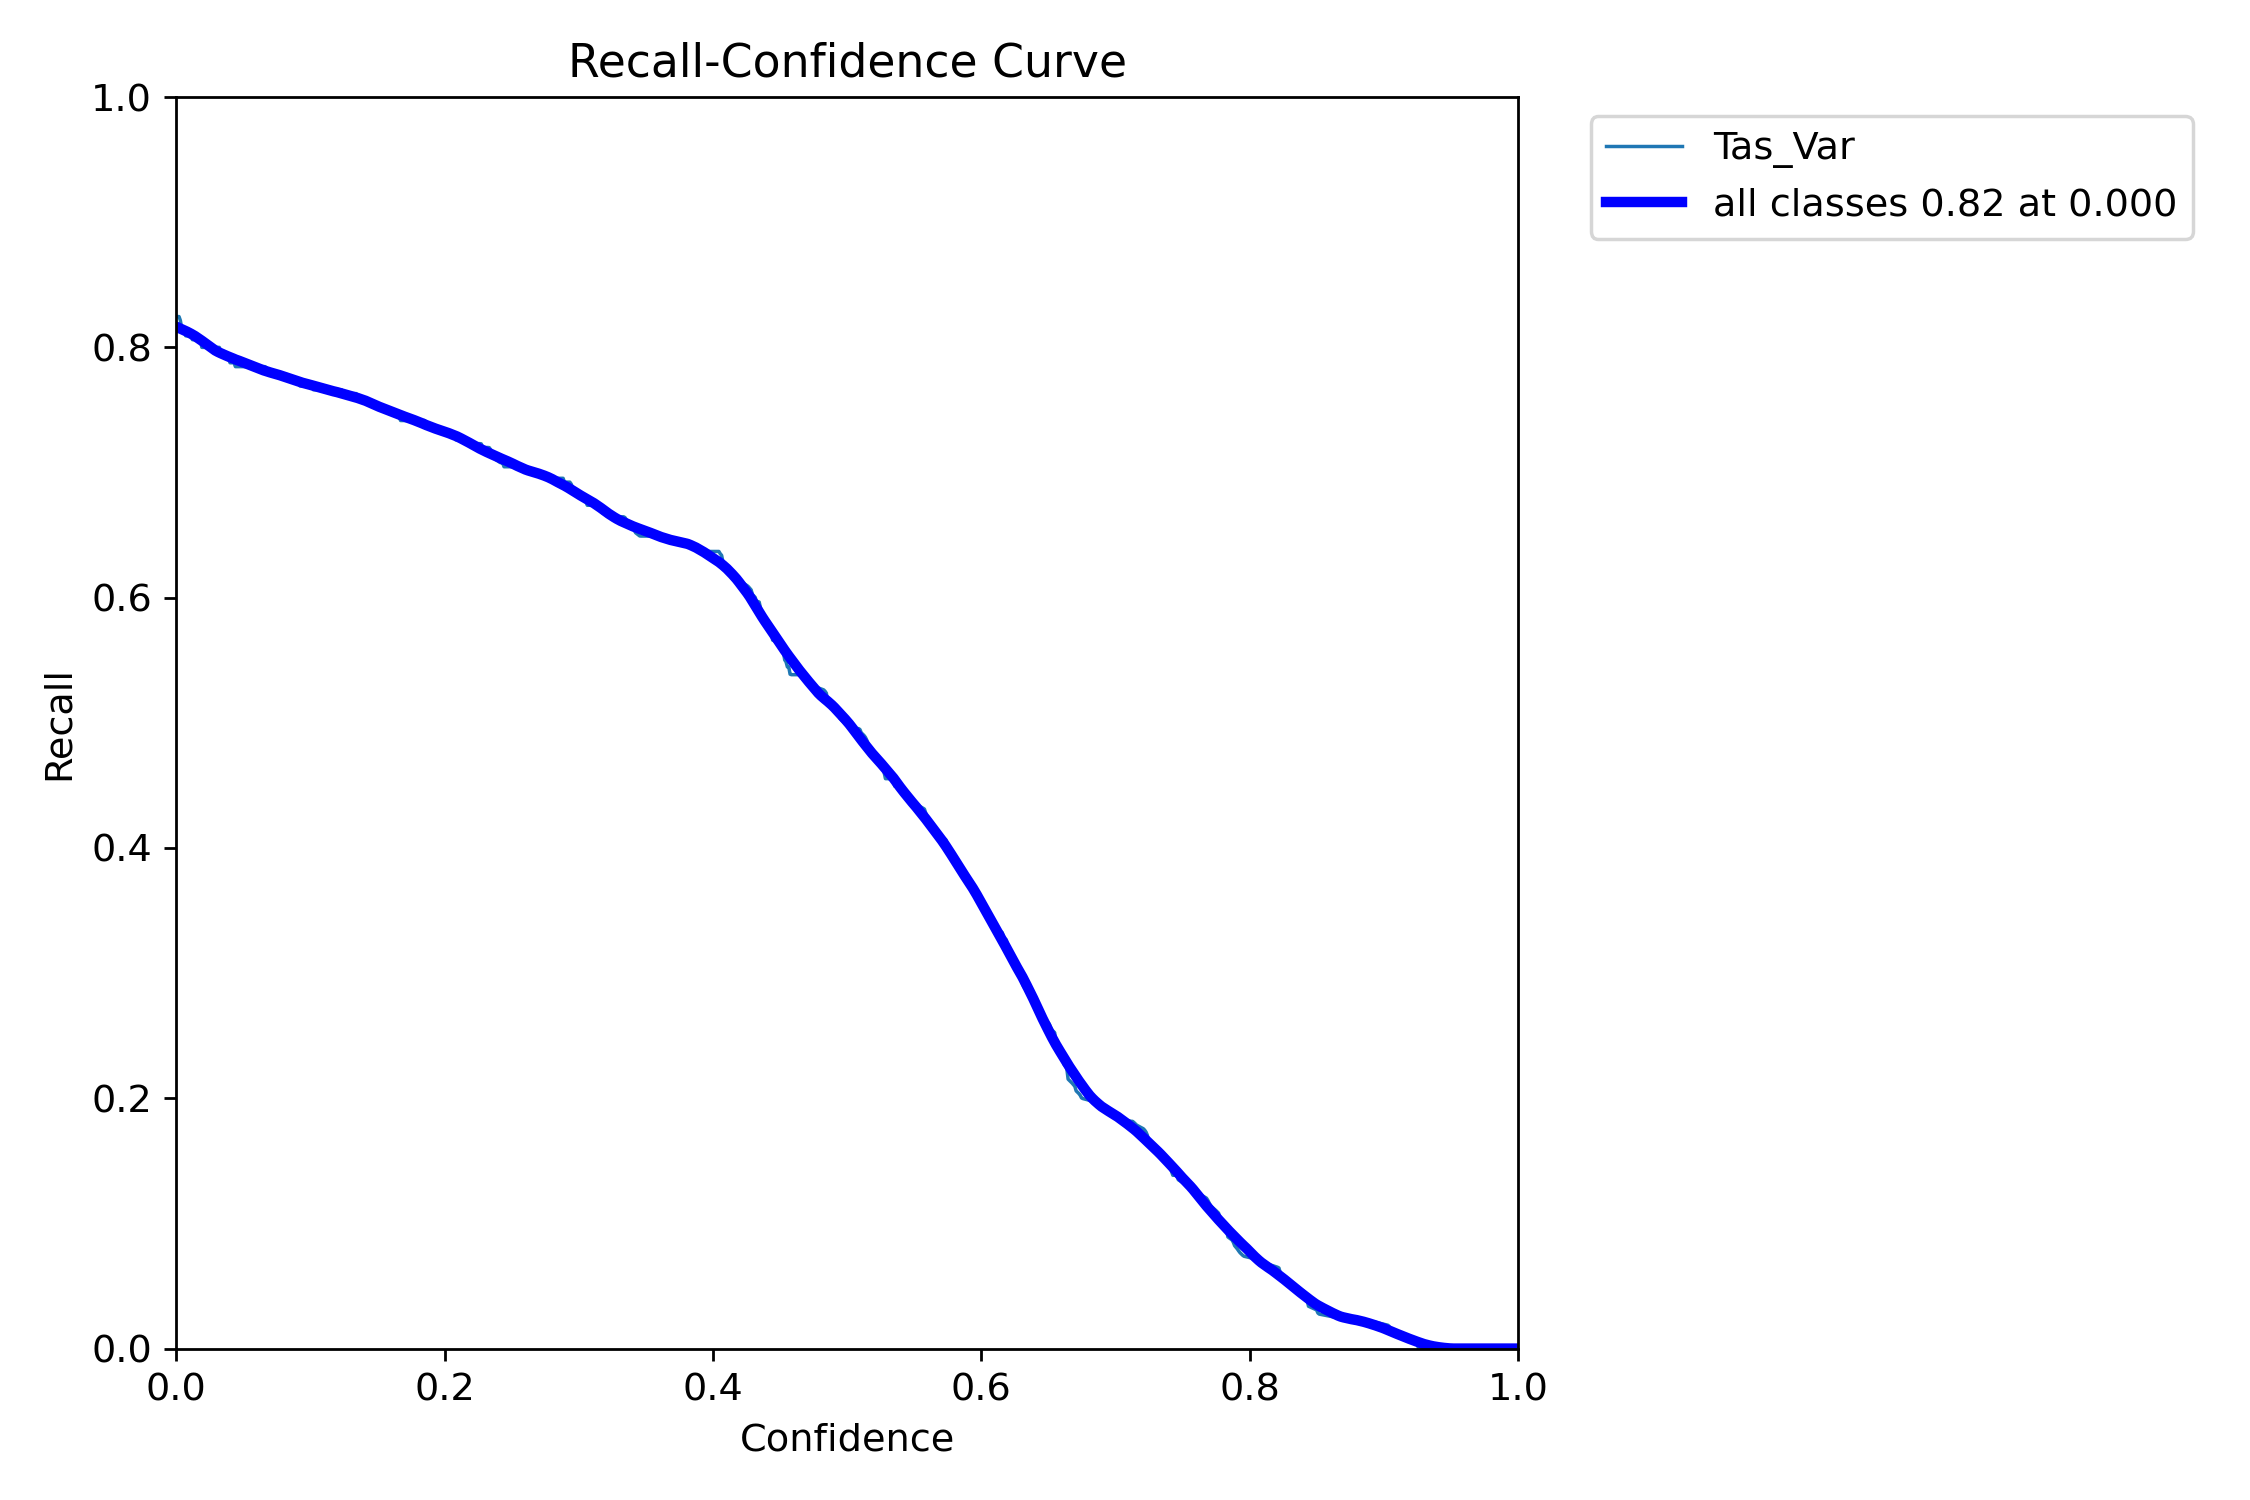 Recall-Confidence Curve
1.0
0.8
0.6
0.4
0.2
0.0
Recall
0.0 0.2 0.4 0.6 0.8 1.0
Confidence
Tas_Var
all classes 0.82 at 0.000